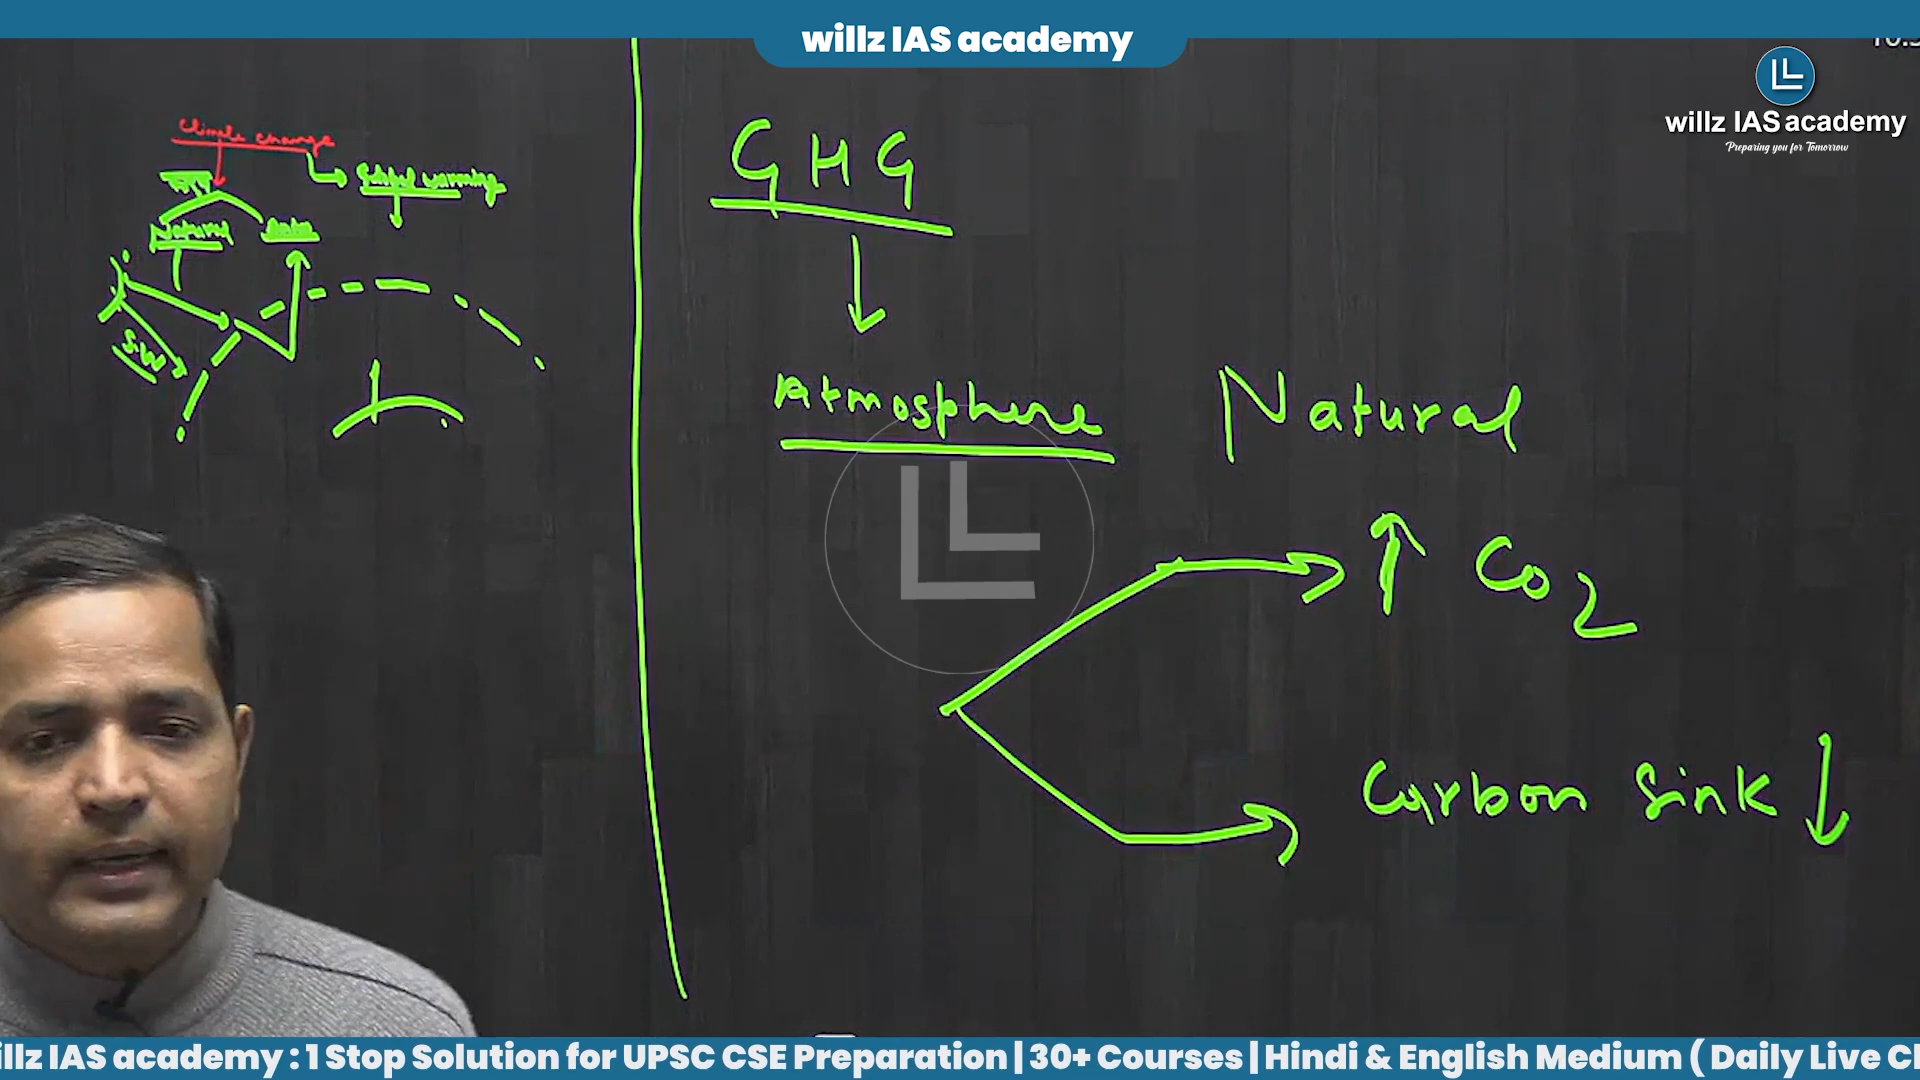 willz IAS academy
willz IAS academy
Preparing you for Tomorrow
Climate change
Global warming
Natural
GHG
Atmosphere
Natural
↑ CO2
Carbon Sink ↓
illz IAS academy : 1 Stop Solution for UPSC CSE Preparation | 30+ Courses | Hindi & English Medium ( Daily Live Cl